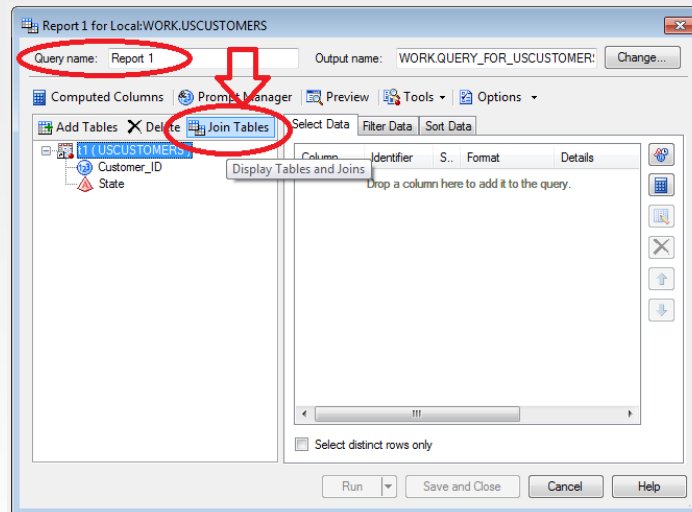 Report 1 for Local:WORK.USCUSTOMERS
Query name: Report 1 Output name: WORK.QUERY_FOR_USCUSTOMER: Change...
Computed Columns Prompt Manager Preview Tools Options
Add Tables Delete Join Tables Select Data Filter Data Sort Data
t1 ( USCUSTOMERS ) Column Identifier S.. Format Details
Customer_ID Display Tables and Joins Drop a column here to add it to the query.
State
Select distinct rows only
Run Save and Close Cancel Help